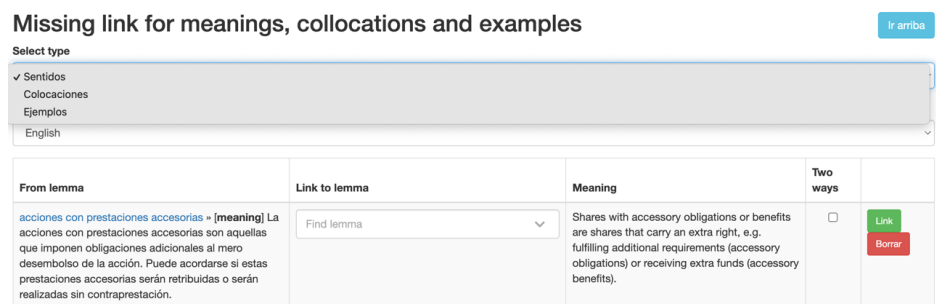 Missing link for meanings, collocations and examples
Ir arriba
Select type
✓ Sentidos
Colocaciones
Ejemplos
English
From lemma
Link to lemma
Meaning
Two
ways
acciones con prestaciones accesorias » [meaning] La
acciones con prestaciones accesorias son aquellas
que imponen obligaciones adicionales al mero
desembolso de la acción. Puede acordarse si estas
prestaciones accesorias serán retribuidas o serán
realizadas sin contraprestación.
Find lemma
Shares with accessory obligations or benefits
are shares that carry an extra right, e.g.
fulfilling additional requirements (accessory
obligations) or receiving extra funds (accessory
benefits).
Link
Borrar